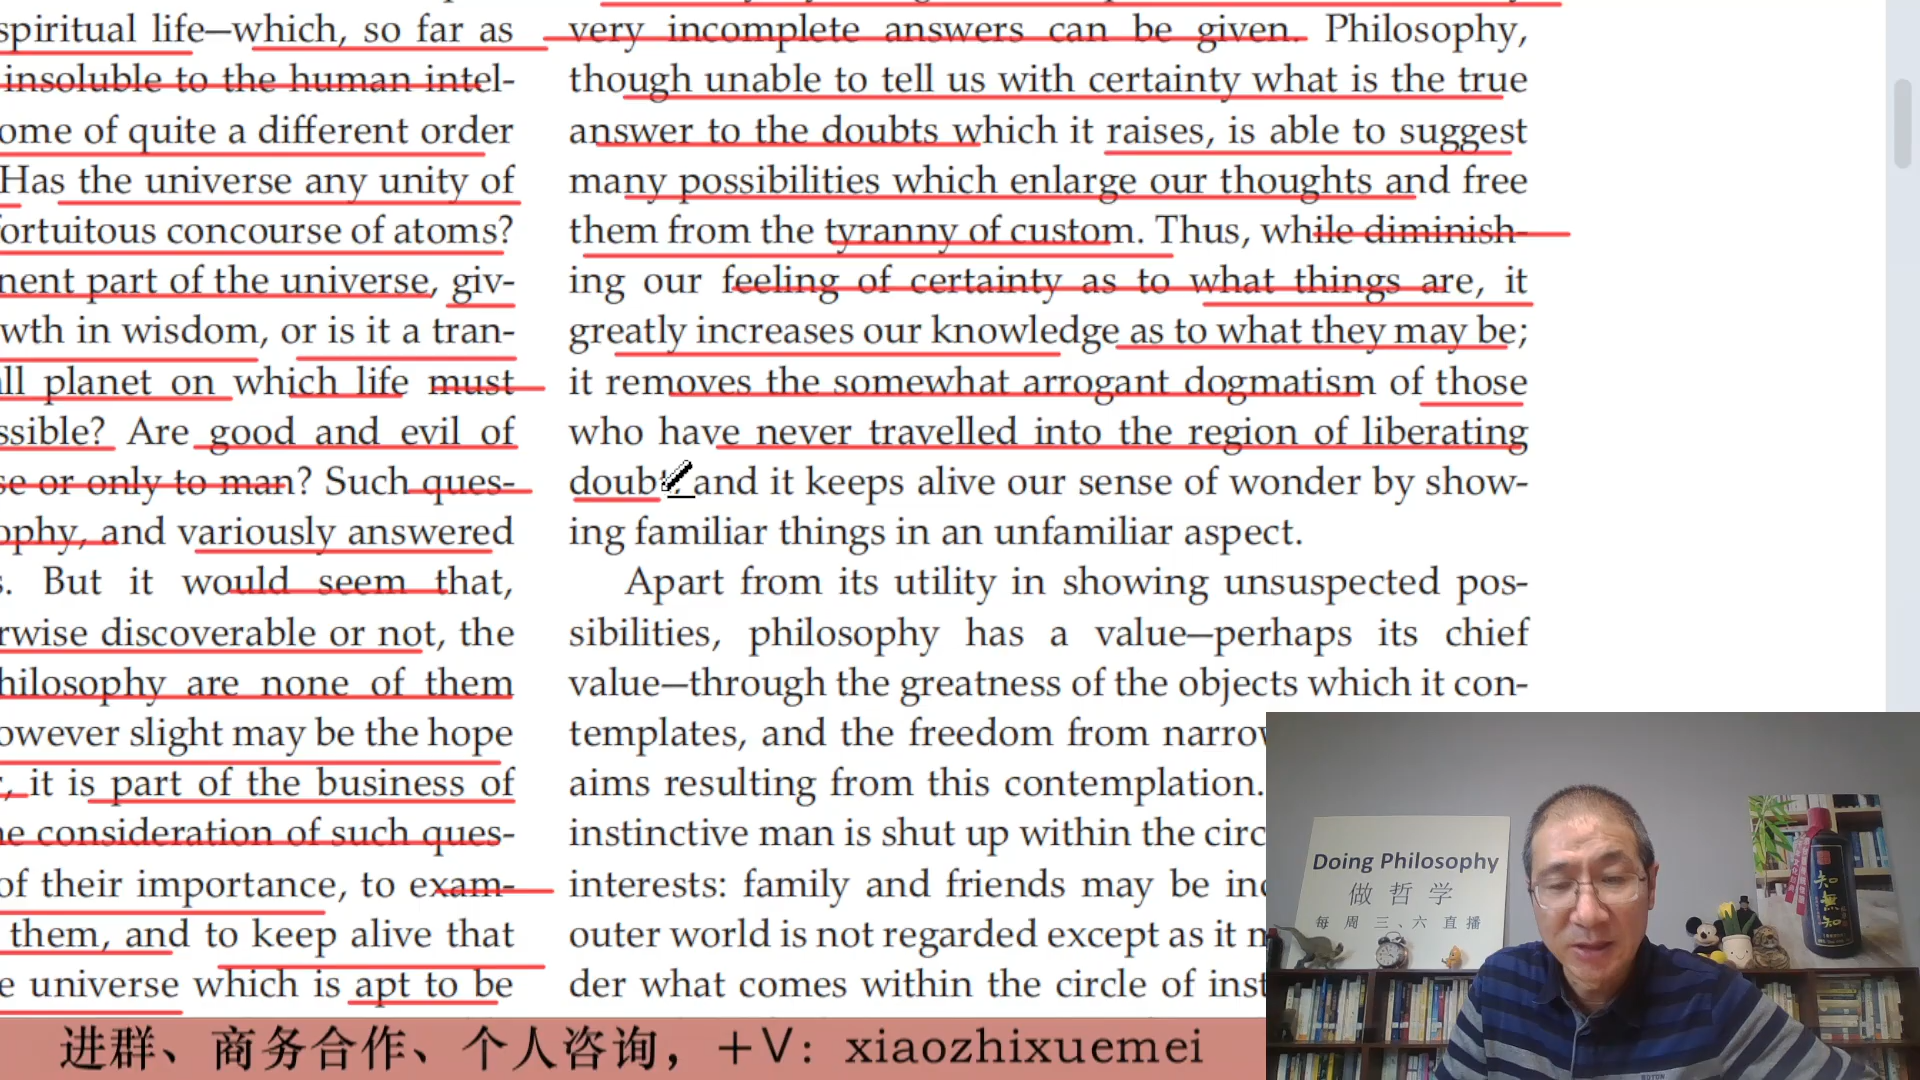 spiritual life—which, so far as
insoluble to the human intel-
ome of quite a different order
Has the universe any unity of
ortuitous concourse of atoms?
nent part of the universe, giv-
wth in wisdom, or is it a tran-
ll planet on which life must
ssible? Are good and evil of
se or only to man? Such ques-
ophy, and variously answered
s. But it would seem that,
rwise discoverable or not, the
hilosophy are none of them
owever slight may be the hope
, it is part of the business of
he consideration of such ques-
of their importance, to exam-
them, and to keep alive that
e universe which is apt to be
very incomplete answers can be given. Philosophy,
though unable to tell us with certainty what is the true
answer to the doubts which it raises, is able to suggest
many possibilities which enlarge our thoughts and free
them from the tyranny of custom. Thus, while diminish-
ing our feeling of certainty as to what things are, it
greatly increases our knowledge as to what they may be;
it removes the somewhat arrogant dogmatism of those
who have never travelled into the region of liberating
doubt, and it keeps alive our sense of wonder by show-
ing familiar things in an unfamiliar aspect.
Apart from its utility in showing unsuspected pos-
sibilities, philosophy has a value—perhaps its chief
value—through the greatness of the objects which it con-
templates, and the freedom from narrow
aims resulting from this contemplation.
instinctive man is shut up within the circ
interests: family and friends may be inc
outer world is not regarded except as it m
der what comes within the circle of inst
Doing Philosophy
做哲学
每周三、六直播
知無知
进群、商务合作、个人咨询，+V：xiaozhixuemei